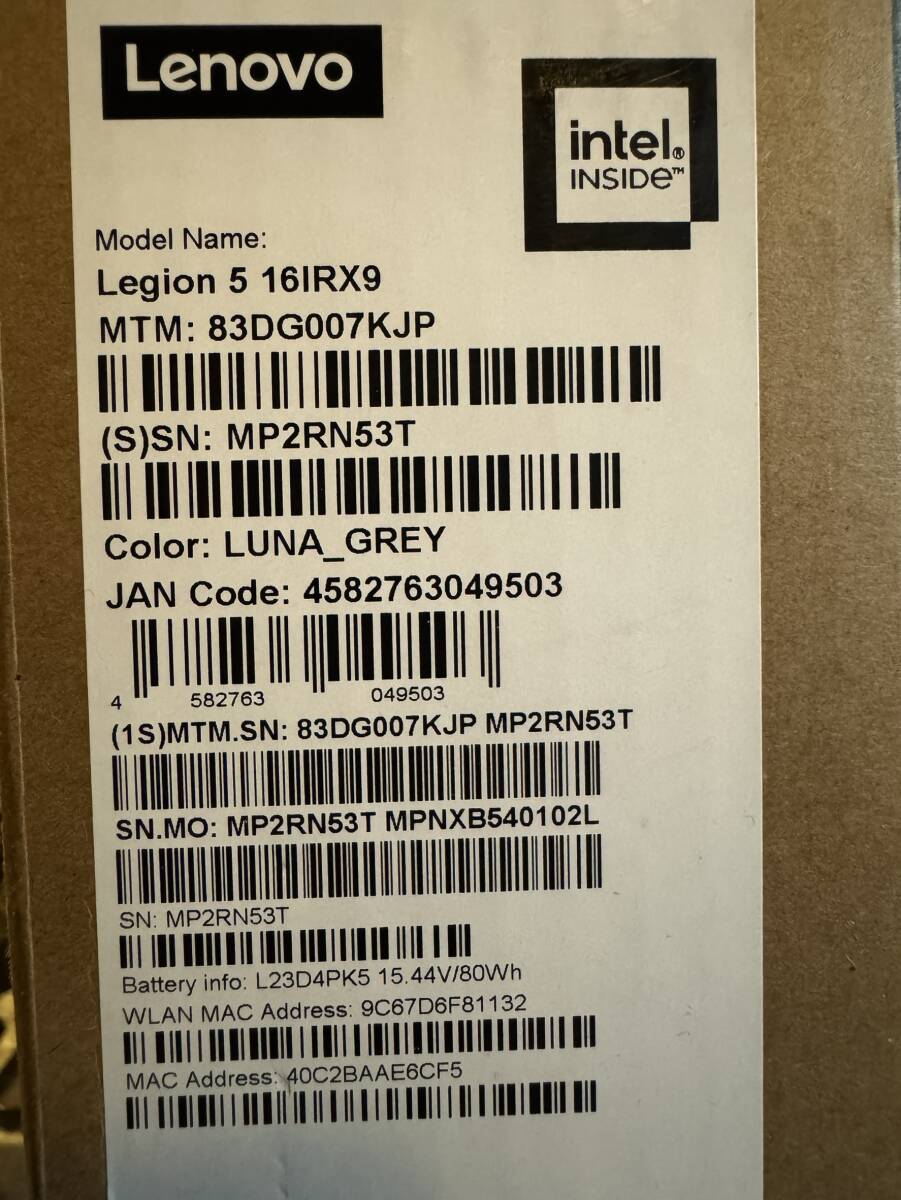 Lenovo
intel®
INSIDE™
Model Name:
Legion 5 16IRX9
MTM: 83DG007KJP
(S)SN: MP2RN53T
Color: LUNA_GREY
JAN Code: 4582763049503
4 582763 049503
(1S)MTM.SN: 83DG007KJP MP2RN53T
SN.MO: MP2RN53T MPNXB540102L
SN: MP2RN53T
Battery info: L23D4PK5 15.44V/80Wh
WLAN MAC Address: 9C67D6F81132
MAC Address: 40C2BAAE6CF5